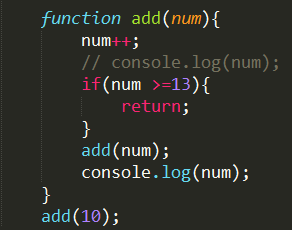 function add(num){
    num++;
    // console.log(num);
    if(num >=13){
        return;
    }
    add(num);
    console.log(num);
}
add(10);